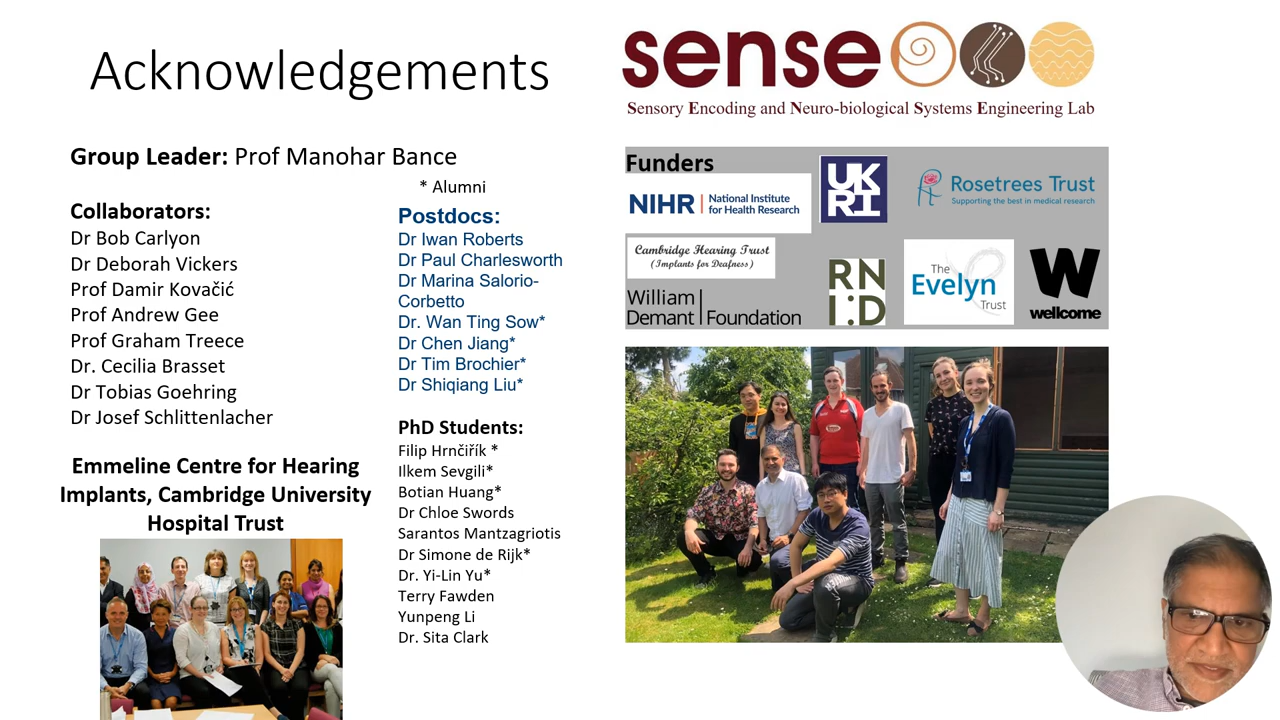 Acknowledgements
sense
Sensory Encoding and Neuro-biological Systems Engineering Lab
Group Leader: Prof Manohar Bance
* Alumni
Collaborators:
Dr Bob Carlyon
Dr Deborah Vickers
Prof Damir Kovačić
Prof Andrew Gee
Prof Graham Treece
Dr. Cecilia Brasset
Dr Tobias Goehring
Dr Josef Schlittenlacher
Emmeline Centre for Hearing
Implants, Cambridge University
Hospital Trust
Postdocs:
Dr Iwan Roberts
Dr Paul Charlesworth
Dr Marina Salorio-
Corbetto
Dr. Wan Ting Sow*
Dr Chen Jiang*
Dr Tim Brochier*
Dr Shiqiang Liu*
PhD Students:
Filip Hrnčiřík *
Ilkem Sevgili*
Botian Huang*
Dr Chloe Swords
Sarantos Mantzagriotis
Dr Simone de Rijk*
Dr. Yi-Lin Yu*
Terry Fawden
Yunpeng Li
Dr. Sita Clark
Funders
NIHR | National Institute
for Health Research
UK
RI
Rosetrees Trust
Supporting the best in medical research
Cambridge Hearing Trust
(Implants for Deafness)
William
Demant Foundation
RN
I:D
The
Evelyn
Trust
W
wellcome